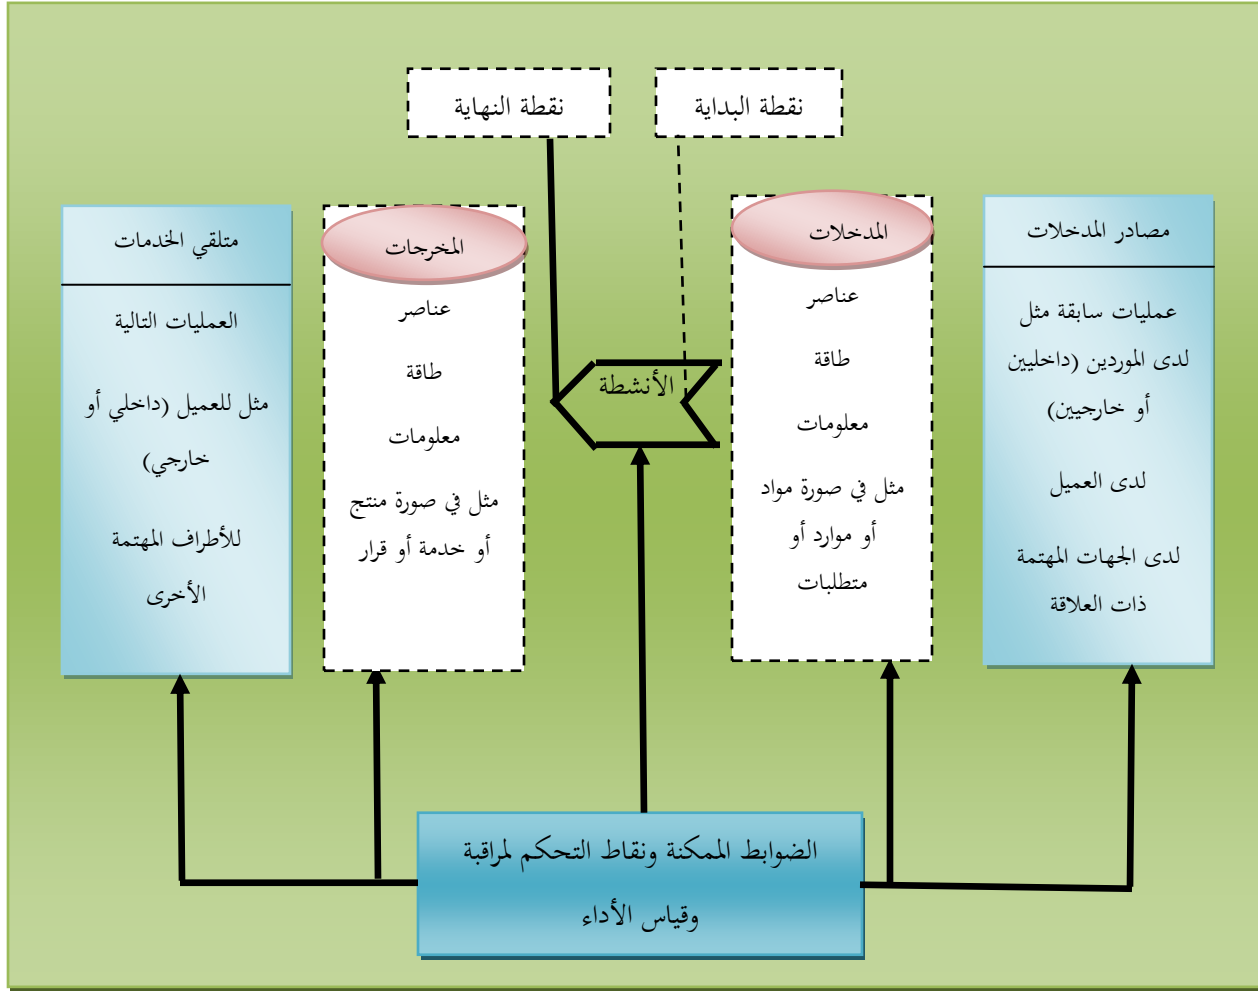 نقطة البداية
نقطة النهاية
مصادر المدخلات
عمليات سابقة مثل
لدى الموردين (داخليين
أو خارجيين)
لدى العميل
لدى الجهات المهتمة
ذات العلاقة
المدخلات
عناصر
طاقة
معلومات
مثل في صورة مواد
أو موارد أو
متطلبات
الأنشطة
المخرجات
عناصر
طاقة
معلومات
مثل في صورة منتج
أو خدمة أو قرار
متلقي الخدمات
العمليات التالية
مثل للعميل (داخلي أو
خارجي)
للأطراف المهتمة
الأخرى
الضوابط الممكنة ونقاط التحكم لمراقبة
وقياس الأداء